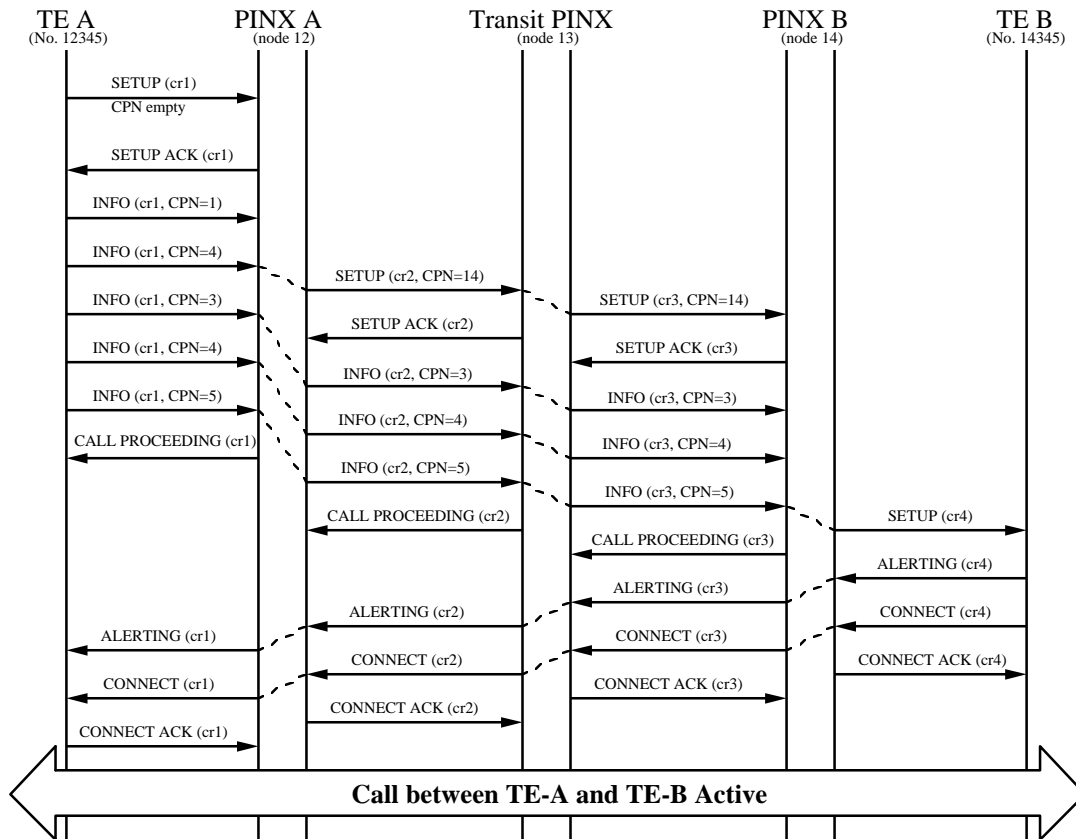 TE A
PINX A
Transit PINX
PINX B
TE B
(No. 12345)
(node 12)
(node 13)
(node 14)
(No. 14345)
SETUP (cr1)
CPN empty
SETUP ACK (cr1)
INFO (cr1, CPN=1)
INFO (cr1, CPN=4)
SETUP (cr2, CPN=14)
INFO (cr1, CPN=3)
SETUP (cr3, CPN=14)
SETUP ACK (cr2)
INFO (cr1, CPN=4)
SETUP ACK (cr3)
INFO (cr2, CPN=3)
INFO (cr1, CPN=5)
INFO (cr3, CPN=3)
INFO (cr2, CPN=4)
CALL PROCEEDING (cr1)
INFO (cr3, CPN=4)
INFO (cr2, CPN=5)
INFO (cr3, CPN=5)
CALL PROCEEDING (cr2)
SETUP (cr4)
CALL PROCEEDING (cr3)
ALERTING (cr4)
ALERTING (cr3)
ALERTING (cr2)
CONNECT (cr4)
ALERTING (cr1)
CONNECT (cr3)
CONNECT (cr2)
CONNECT ACK (cr4)
CONNECT (cr1)
CONNECT ACK (cr3)
CONNECT ACK (cr2)
CONNECT ACK (cr1)
Call between TE-A and TE-B Active